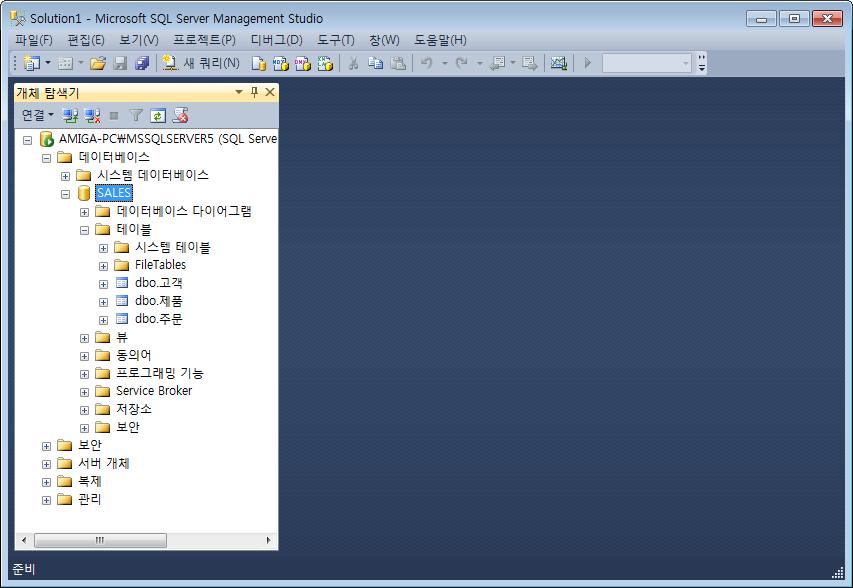 Solution1 - Microsoft SQL Server Management Studio
파일(F) 편집(E) 보기(V) 프로젝트(P) 디버그(D) 도구(T) 창(W) 도움말(H)
새 쿼리(N)
개체 탐색기
연결
AMIGA-PC\MSSQLSERVER5 (SQL Serve
데이터베이스
시스템 데이터베이스
SALES
데이터베이스 다이어그램
테이블
시스템 테이블
FileTables
dbo.고객
dbo.제품
dbo.주문
뷰
동의어
프로그래밍 기능
Service Broker
저장소
보안
보안
서버 개체
복제
관리
준비